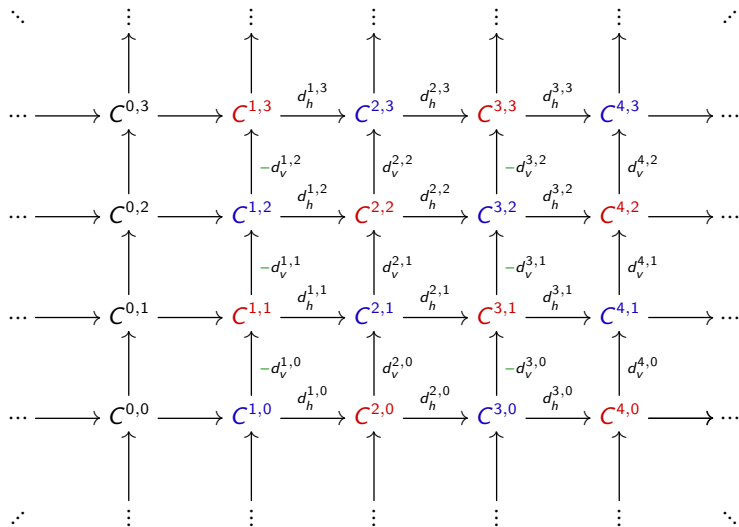 ⋱ ⋮ ⋮ ⋮ ⋮ ⋮ ⋰
d_h^{1,3} d_h^{2,3} d_h^{3,3}
⋯ C^{0,3} C^{1,3} C^{2,3} C^{3,3} C^{4,3} ⋯
−d_v^{1,2} d_v^{2,2} −d_v^{3,2} d_v^{4,2}
d_h^{1,2} d_h^{2,2} d_h^{3,2}
⋯ C^{0,2} C^{1,2} C^{2,2} C^{3,2} C^{4,2} ⋯
−d_v^{1,1} d_v^{2,1} −d_v^{3,1} d_v^{4,1}
d_h^{1,1} d_h^{2,1} d_h^{3,1}
⋯ C^{0,1} C^{1,1} C^{2,1} C^{3,1} C^{4,1} ⋯
−d_v^{1,0} d_v^{2,0} −d_v^{3,0} d_v^{4,0}
d_h^{1,0} d_h^{2,0} d_h^{3,0}
⋯ C^{0,0} C^{1,0} C^{2,0} C^{3,0} C^{4,0} ⋯
⋰ ⋮ ⋮ ⋮ ⋮ ⋮ ⋱